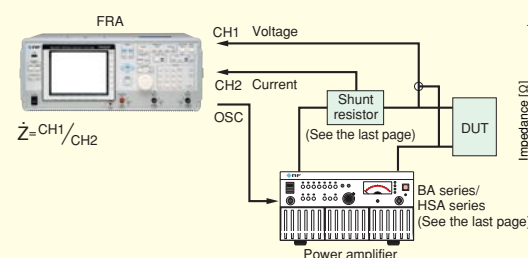 FRA
CH1 Voltage
CH2 Current
OSC
Ż=CH1/CH2
Shunt
resistor
(See the last page)
DUT
Impedance [Ω]
BA series/
HSA series
(See the last page)
Power amplifier